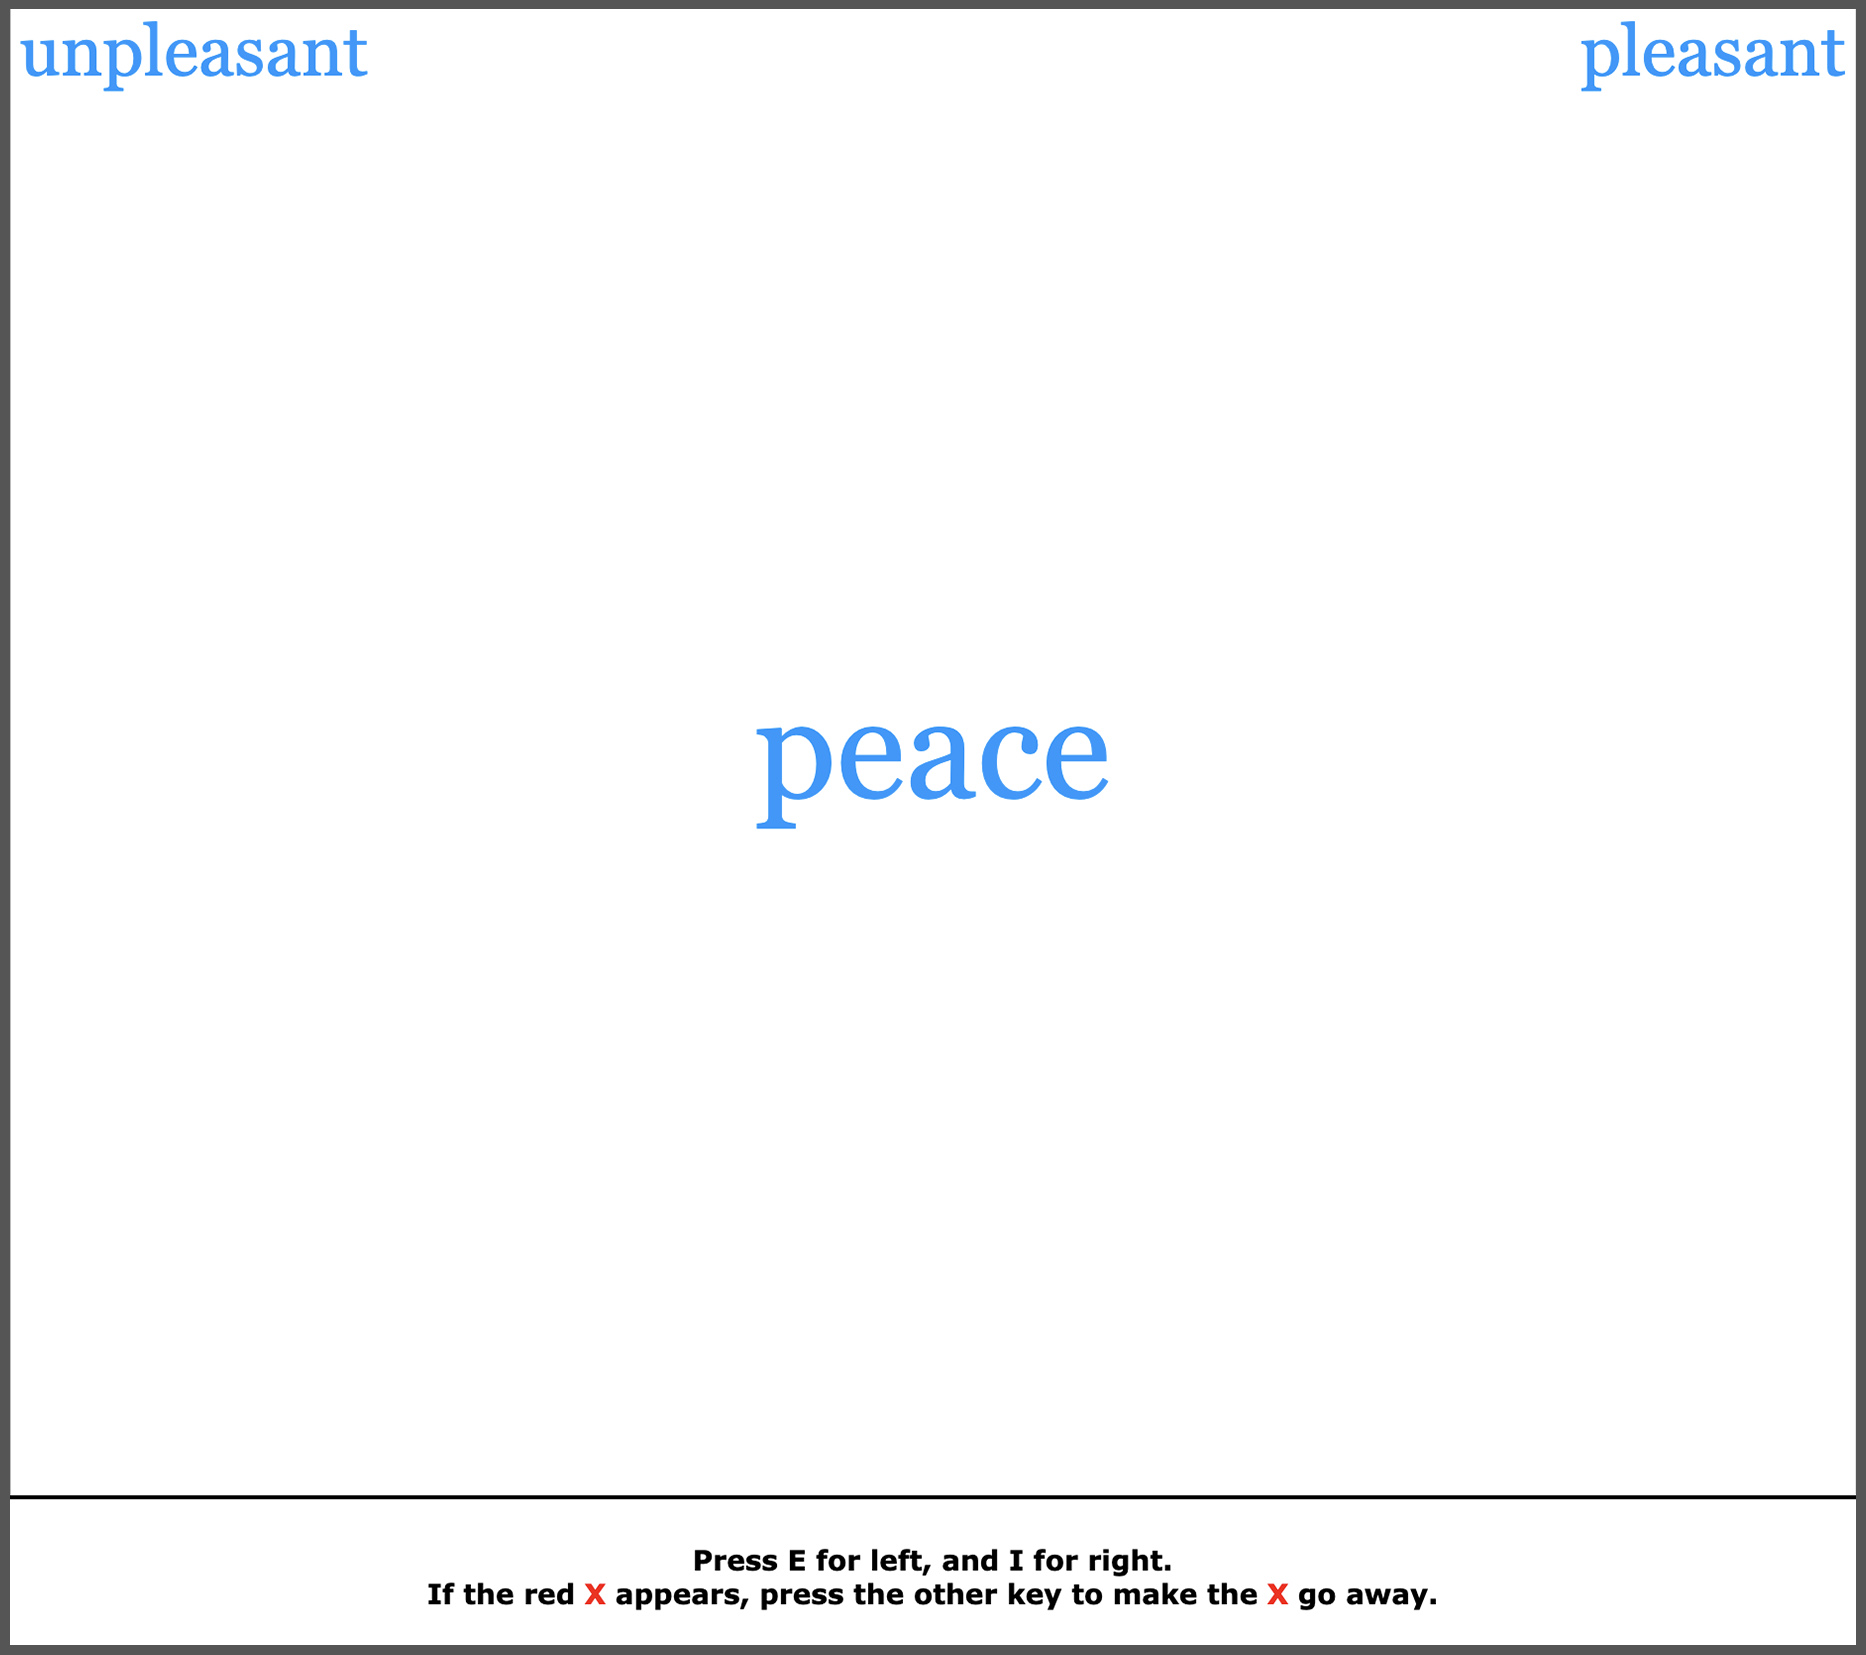 unpleasant
pleasant
peace
Press E for left, and I for right.
If the red X appears, press the other key to make the X go away.